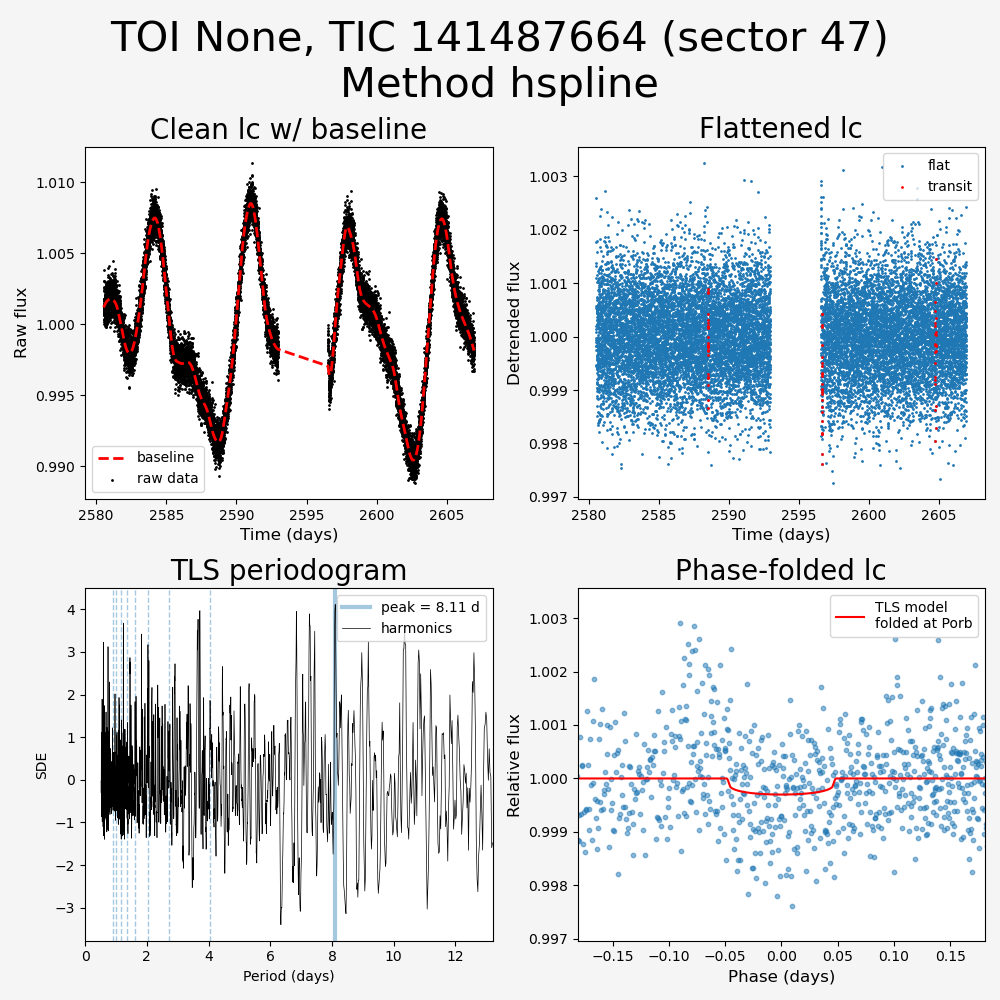 TOI None, TIC 141487664 (sector 47)
Method hspline
Clean lc w/ baseline
Raw flux
1.010
1.005
1.000
0.995
0.990
baseline
raw data
2580
2585
2590
2595
2600
2605
Time (days)
Flattened lc
Detrended flux
1.003
1.002
1.001
1.000
0.999
0.998
0.997
flat
transit
2580
2585
2590
2595
2600
2605
Time (days)
TLS periodogram
SDE
4
3
2
1
0
−1
−2
−3
peak = 8.11 d
harmonics
0
2
4
6
8
10
12
Period (days)
Phase-folded lc
Relative flux
1.003
1.002
1.001
1.000
0.999
0.998
0.997
TLS model
folded at Porb
−0.15
−0.10
−0.05
0.00
0.05
0.10
0.15
Phase (days)